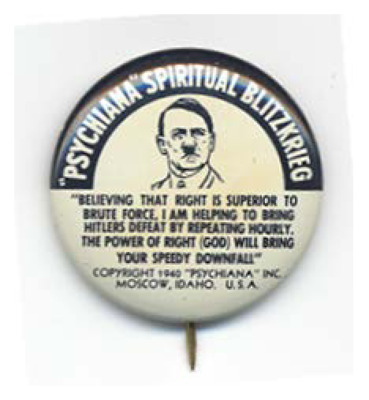 "PSYCHIANA" SPIRITUAL BLITZKRIEG
"BELIEVING THAT RIGHT IS SUPERIOR TO
BRUTE FORCE, I AM HELPING TO BRING
HITLERS DEFEAT BY REPEATING HOURLY.
THE POWER OF RIGHT (GOD) WILL BRING
YOUR SPEEDY DOWNFALL"
COPYRIGHT 1940 "PSYCHIANA" INC.
MOSCOW, IDAHO. U.S.A.